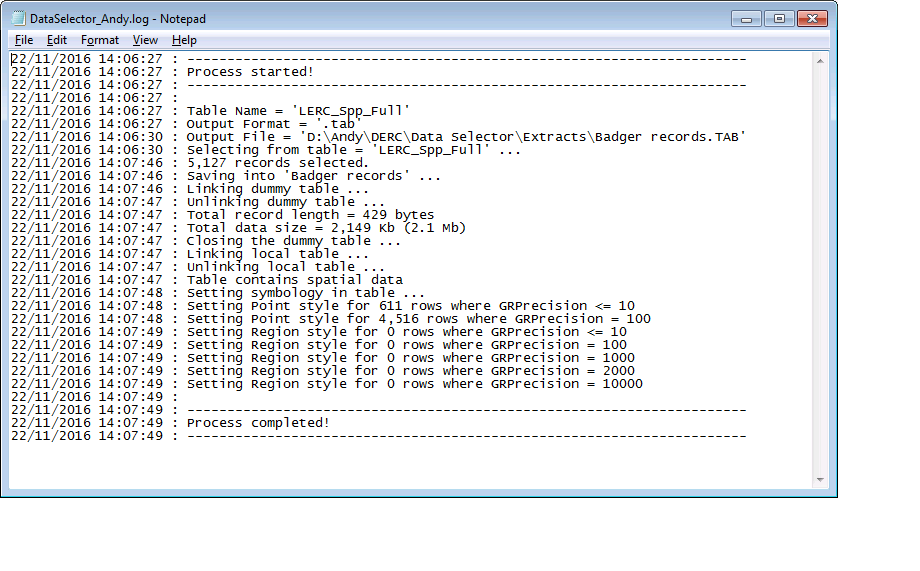 DataSelector_Andy.log - Notepad
File Edit Format View Help
22/11/2016 14:06:27 : ----------------------------------------------------------------------
22/11/2016 14:06:27 : Process started!
22/11/2016 14:06:27 : ----------------------------------------------------------------------
22/11/2016 14:06:27 :
22/11/2016 14:06:27 : Table Name = 'LERC_Spp_Full'
22/11/2016 14:06:27 : Output Format = '.tab'
22/11/2016 14:06:30 : Output File = 'D:\Andy\DERC\Data Selector\Extracts\Badger records.TAB'
22/11/2016 14:06:30 : Selecting from table = 'LERC_Spp_Full' ...
22/11/2016 14:07:46 : 5,127 records selected.
22/11/2016 14:07:46 : Saving into 'Badger records' ...
22/11/2016 14:07:46 : Linking dummy table ...
22/11/2016 14:07:47 : Unlinking dummy table ...
22/11/2016 14:07:47 : Total record length = 429 bytes
22/11/2016 14:07:47 : Total data size = 2,149 Kb (2.1 Mb)
22/11/2016 14:07:47 : Closing the dummy table ...
22/11/2016 14:07:47 : Linking local table ...
22/11/2016 14:07:47 : Unlinking local table ...
22/11/2016 14:07:47 : Table contains spatial data
22/11/2016 14:07:48 : Setting symbology in table ...
22/11/2016 14:07:48 : Setting Point style for 611 rows where GRPrecision <= 10
22/11/2016 14:07:48 : Setting Point style for 4,516 rows where GRPrecision = 100
22/11/2016 14:07:49 : Setting Region style for 0 rows where GRPrecision <= 10
22/11/2016 14:07:49 : Setting Region style for 0 rows where GRPrecision = 100
22/11/2016 14:07:49 : Setting Region style for 0 rows where GRPrecision = 1000
22/11/2016 14:07:49 : Setting Region style for 0 rows where GRPrecision = 2000
22/11/2016 14:07:49 : Setting Region style for 0 rows where GRPrecision = 10000
22/11/2016 14:07:49 :
22/11/2016 14:07:49 : ----------------------------------------------------------------------
22/11/2016 14:07:49 : Process completed!
22/11/2016 14:07:49 : ----------------------------------------------------------------------